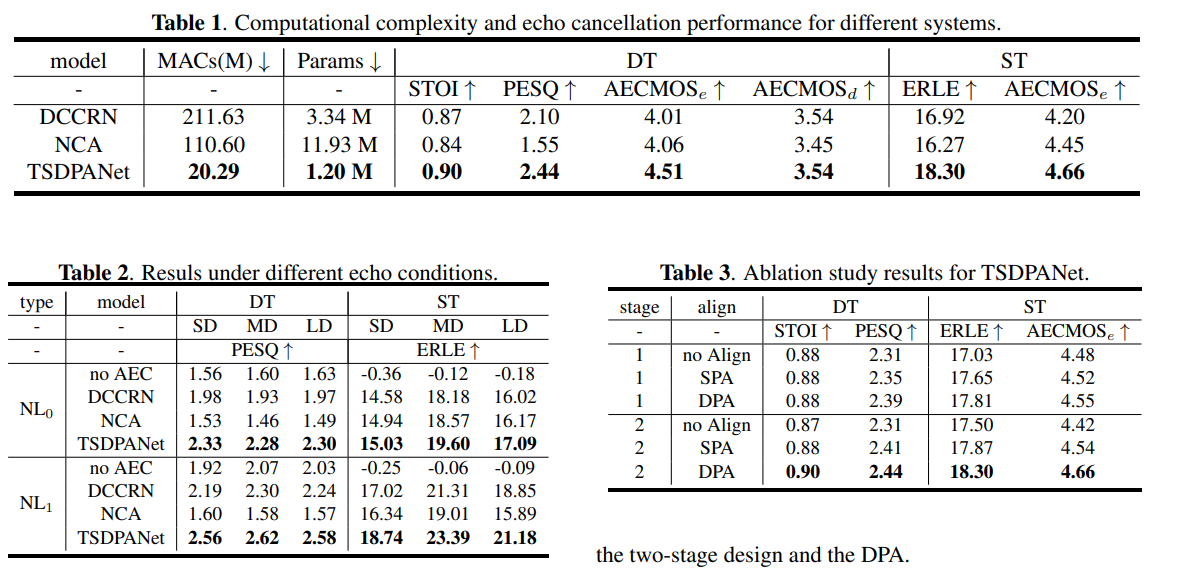 Table 1. Computational complexity and echo cancellation performance for different systems.
model MACs(M) ↓ Params ↓ DT ST
- - - STOI ↑ PESQ ↑ AECMOSe ↑ AECMOSd ↑ ERLE ↑ AECMOSe ↑
DCCRN 211.63 3.34 M 0.87 2.10 4.01 3.54 16.92 4.20
NCA 110.60 11.93 M 0.84 1.55 4.06 3.45 16.27 4.45
TSDPANet 20.29 1.20 M 0.90 2.44 4.51 3.54 18.30 4.66
Table 2. Resuls under different echo conditions.
type model DT ST
- - SD MD LD SD MD LD
- - PESQ ↑ ERLE ↑
NL0
no AEC 1.56 1.60 1.63 -0.36 -0.12 -0.18
DCCRN 1.98 1.93 1.97 14.58 18.18 16.02
NCA 1.53 1.46 1.49 14.94 18.57 16.17
TSDPANet 2.33 2.28 2.30 15.03 19.60 17.09
NL1
no AEC 1.92 2.07 2.03 -0.25 -0.06 -0.09
DCCRN 2.19 2.30 2.24 17.02 21.31 18.85
NCA 1.60 1.58 1.57 16.34 19.01 15.89
TSDPANet 2.56 2.62 2.58 18.74 23.39 21.18
Table 3. Ablation study results for TSDPANet.
stage align DT ST
- - STOI ↑ PESQ ↑ ERLE ↑ AECMOSe ↑
1 no Align 0.88 2.31 17.03 4.48
1 SPA 0.88 2.35 17.65 4.52
1 DPA 0.88 2.39 17.81 4.55
2 no Align 0.87 2.31 17.50 4.42
2 SPA 0.88 2.41 17.87 4.54
2 DPA 0.90 2.44 18.30 4.66
the two-stage design and the DPA.